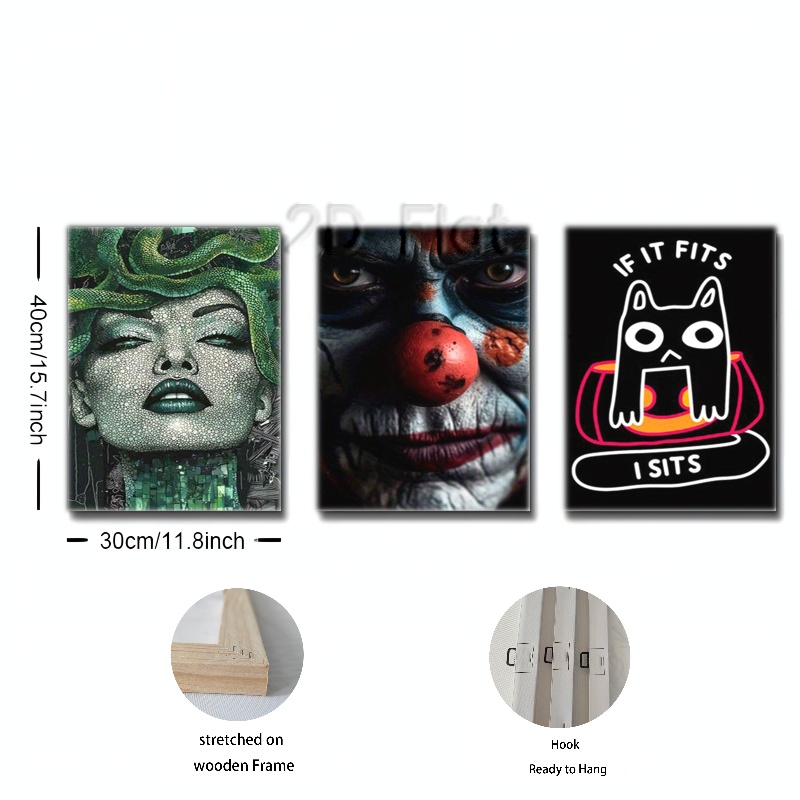 2D Flat
40cm/15.7inch
IF IT FITS
I SITS
30cm/11.8inch
stretched on
wooden Frame
Hook
Ready to Hang